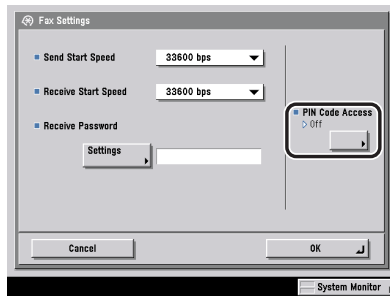 Fax Settings
Send Start Speed
33600 bps
Receive Start Speed
33600 bps
Receive Password
Settings
PIN Code Access
Off
Cancel
OK
System Monitor